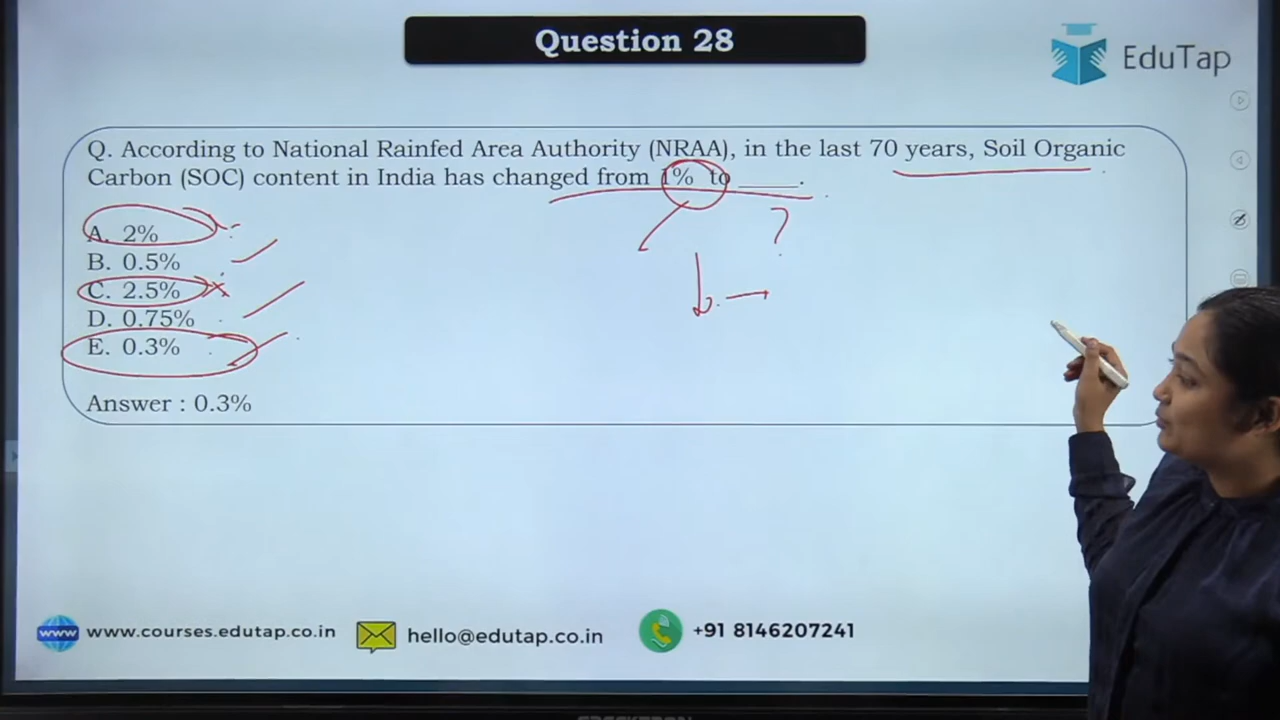 Question 28
EduTap
Q. According to National Rainfed Area Authority (NRAA), in the last 70 years, Soil Organic
Carbon (SOC) content in India has changed from 1% to _____.
A. 2%
B. 0.5%
C. 2.5%
D. 0.75%
E. 0.3%
?
Answer : 0.3%
www
www.courses.edutap.co.in
hello@edutap.co.in
+91 8146207241